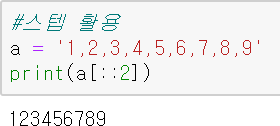 #스텝 활용
a = '1,2,3,4,5,6,7,8,9'
print(a[::2])
123456789